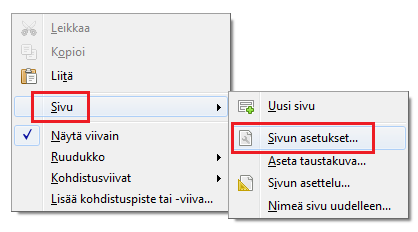 Leikkaa
Kopioi
Liitä
Sivu
Näytä viivain
Ruudukko
Kohdistusviivat
Lisää kohdistuspiste tai -viiva...
Uusi sivu
Sivun asetukset...
Aseta taustakuva...
Sivun asettelu...
Nimeä sivu uudelleen...